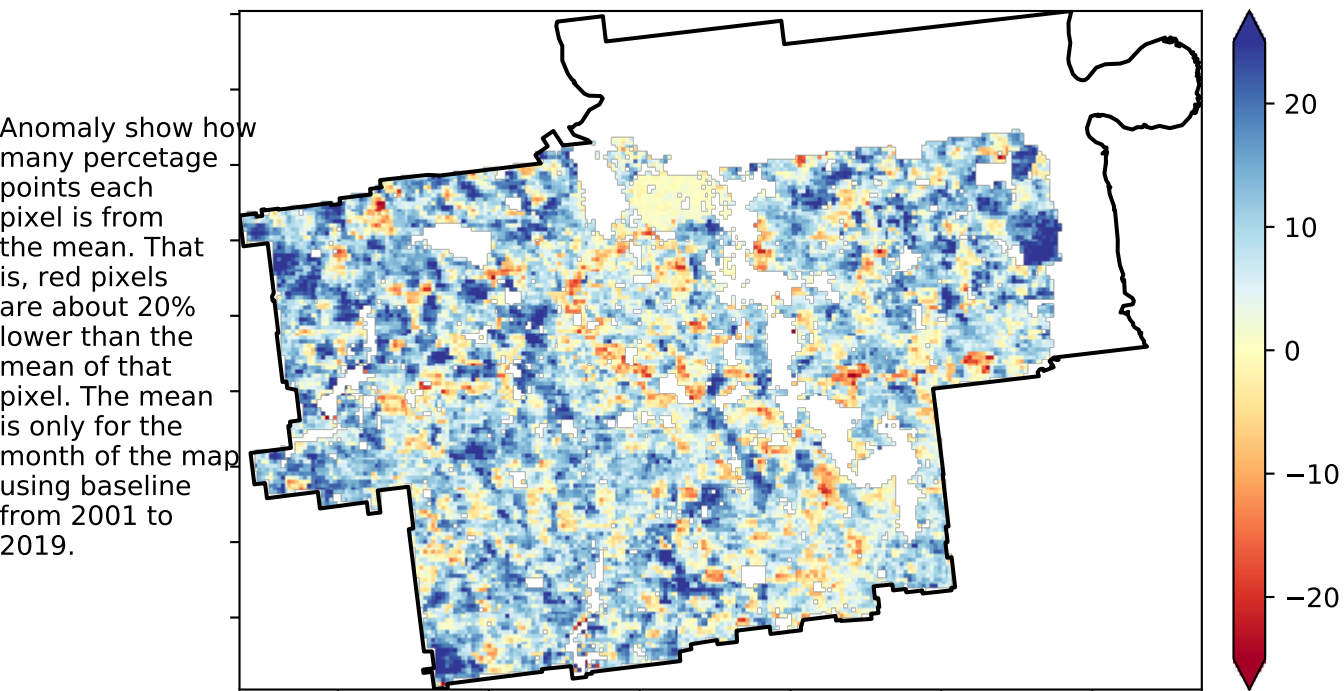 Anomaly show how
many percetage
points each
pixel is from
the mean. That
is, red pixels
are about 20%
lower than the
mean of that
pixel. The mean
is only for the
month of the map
using baseline
from 2001 to
2019.
20
10
0
−10
−20